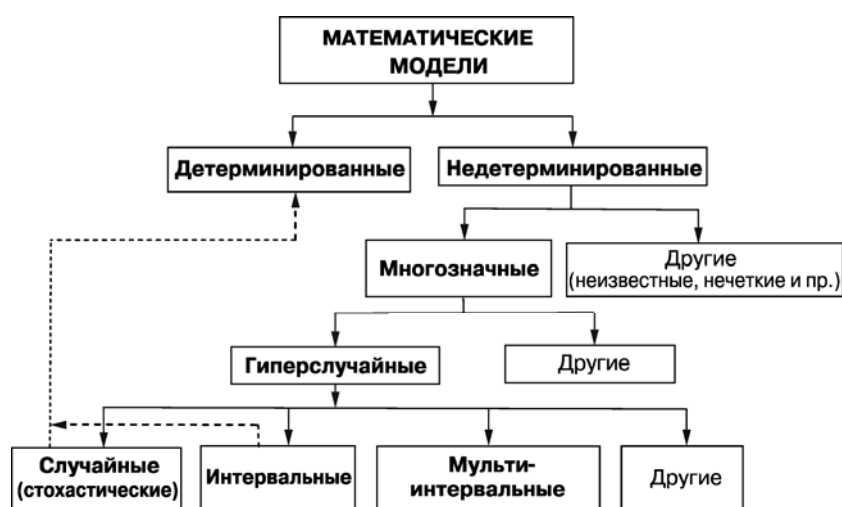 МАТЕМАТИЧЕСКИЕ
МОДЕЛИ
Детерминированные
Недетерминированные
Многозначные
Другие
(неизвестные, нечеткие и пр.)
Гиперслучайные
Другие
Случайные
(стохастические)
Интервальные
Мульти-
интервальные
Другие